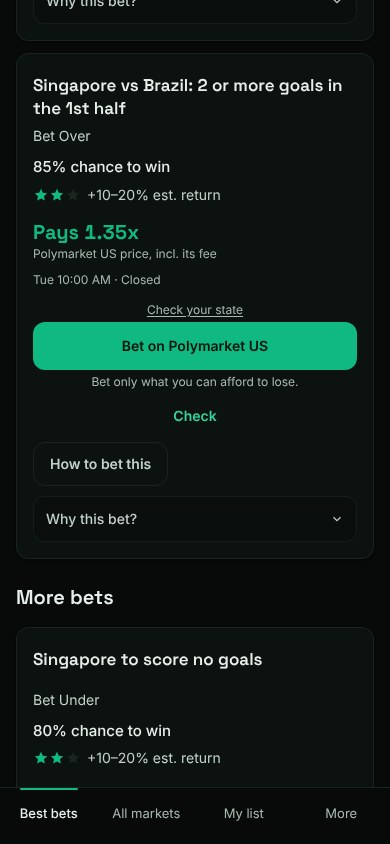 Why this bet?
Singapore vs Brazil: 2 or more goals in
the 1st half
Bet Over
85% chance to win
+10–20% est. return
Pays 1.35x
Polymarket US price, incl. its fee
Tue 10:00 AM · Closed
Check your state
Bet on Polymarket US
Bet only what you can afford to lose.
Check
How to bet this
Why this bet?
More bets
Singapore to score no goals
Bet Under
80% chance to win
+10–20% est. return
Best bets
All markets
My list
More